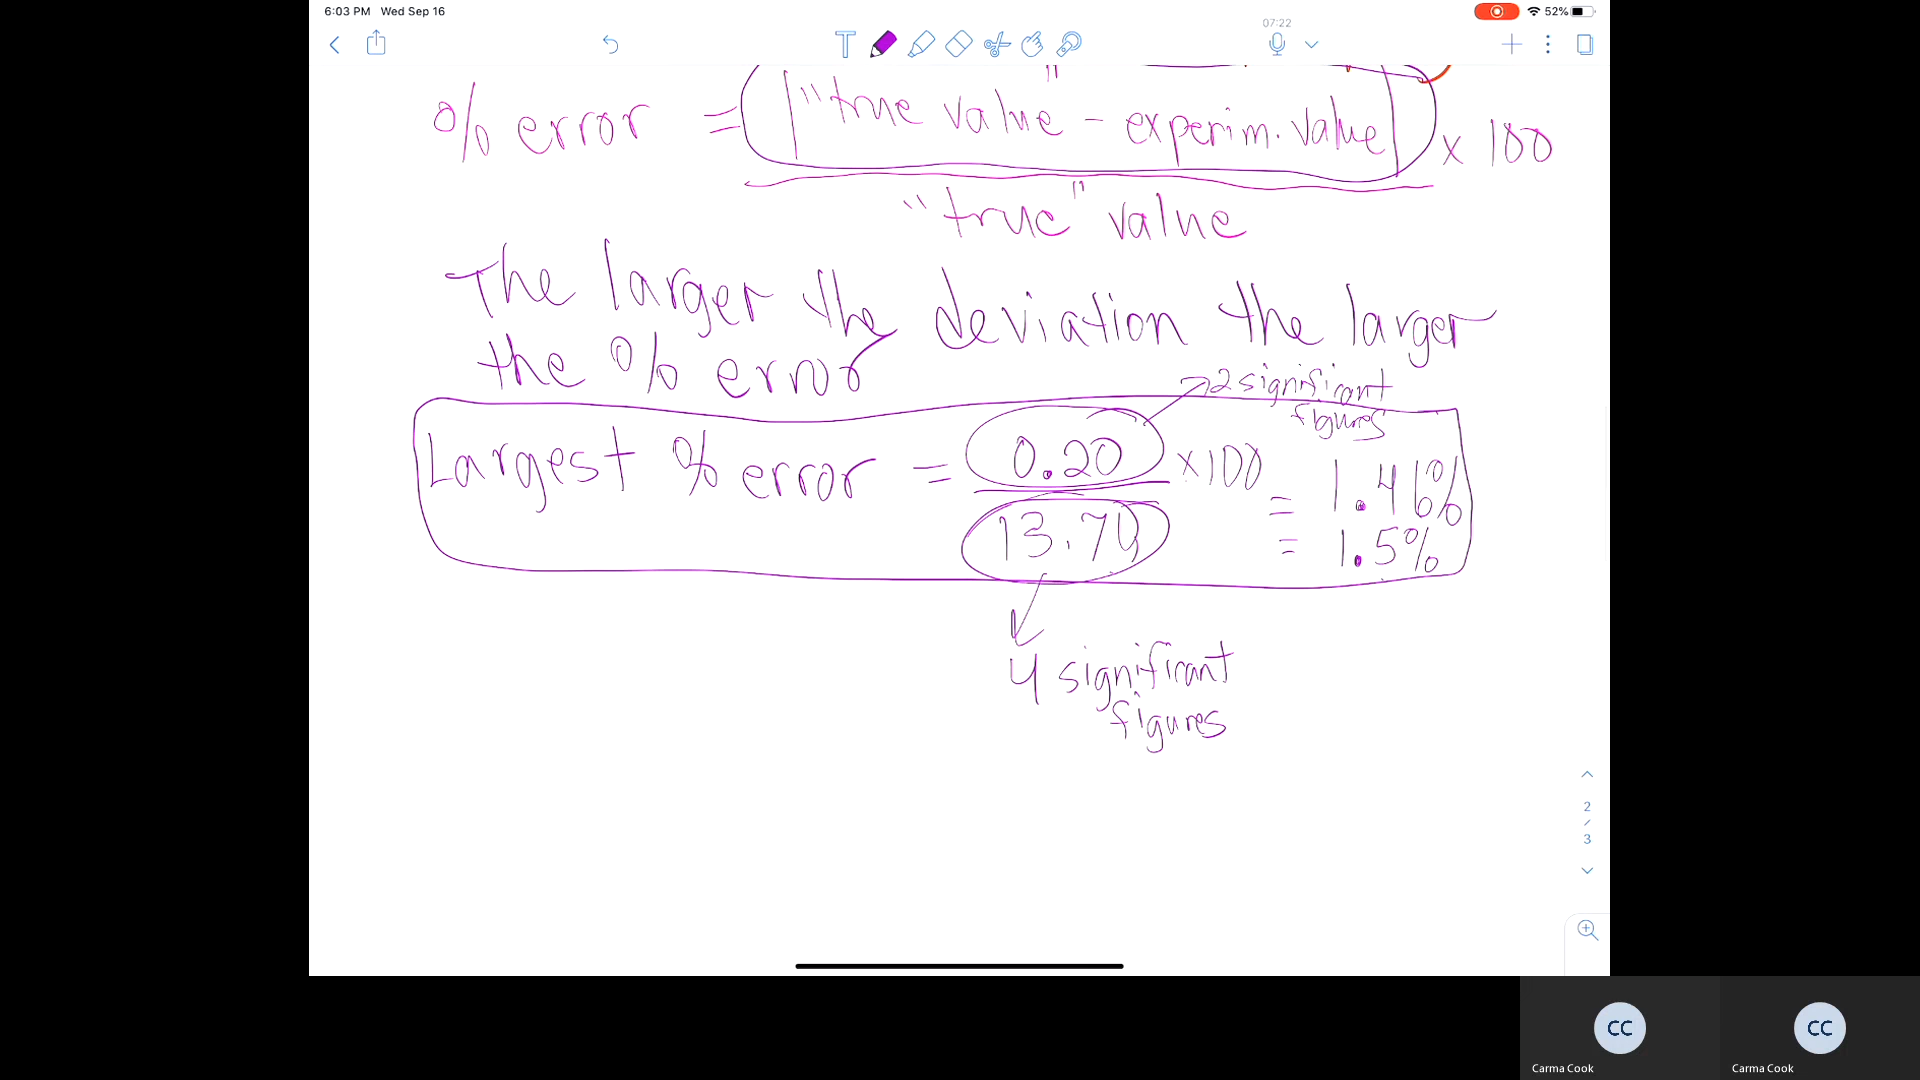 6:03 PM Wed Sep 16
52%
07:22
% error = |"true value" - experim. value| x 100
"true" value
The larger the deviation the larger
the % error
2 significant
figures
Largest % error = 0.20 x 100 = 1.46%
13.70
= 1.5%
4 significant
figures
2
/
3
CC
CC
Carma Cook
Carma Cook